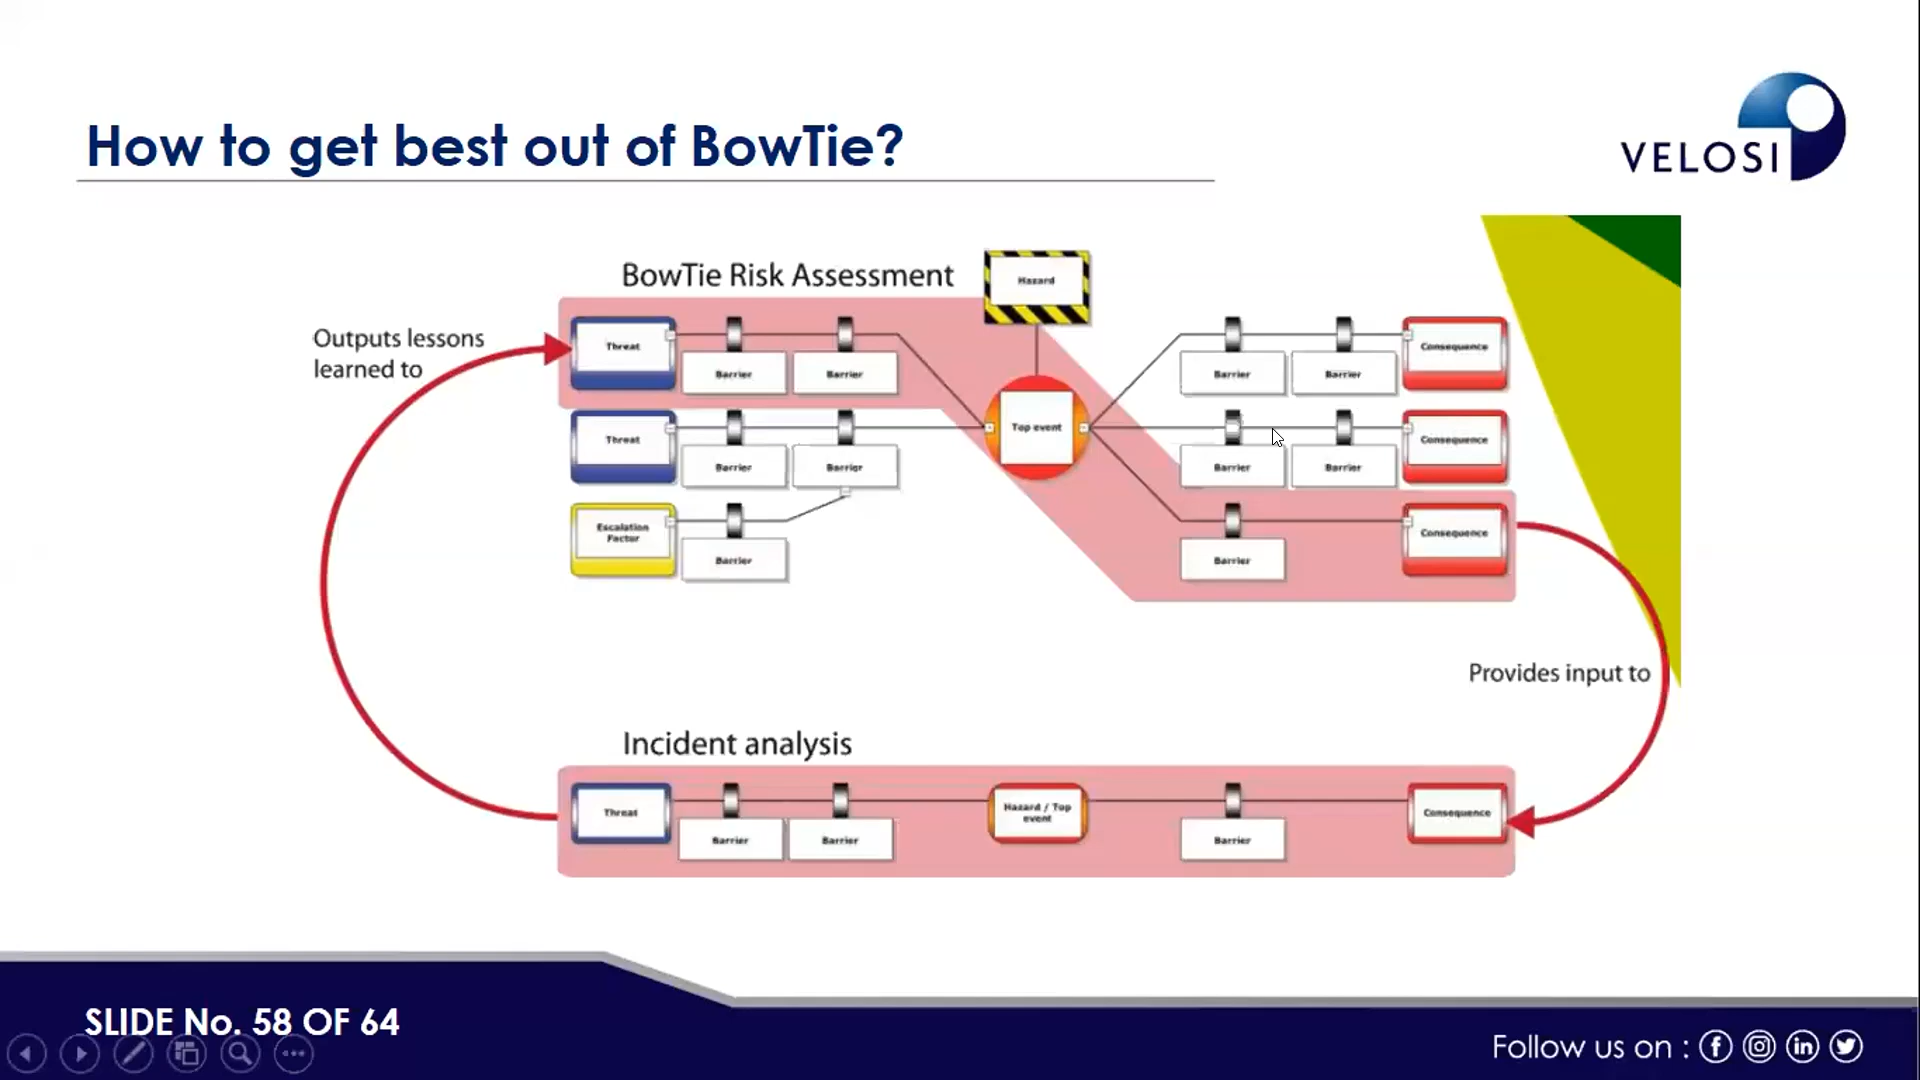 How to get best out of BowTie?
VELOSI
BowTie Risk Assessment
Hazard
Outputs lessons
learned to
Threat
Barrier
Barrier
Top event
Barrier
Barrier
Consequence
Threat
Barrier
Barrier
Barrier
Barrier
Consequence
Escalation
Factor
Barrier
Barrier
Consequence
Provides input to
Incident analysis
Threat
Barrier
Barrier
Hazard / Top
event
Barrier
Consequence
SLIDE No. 58 OF 64
Follow us on :